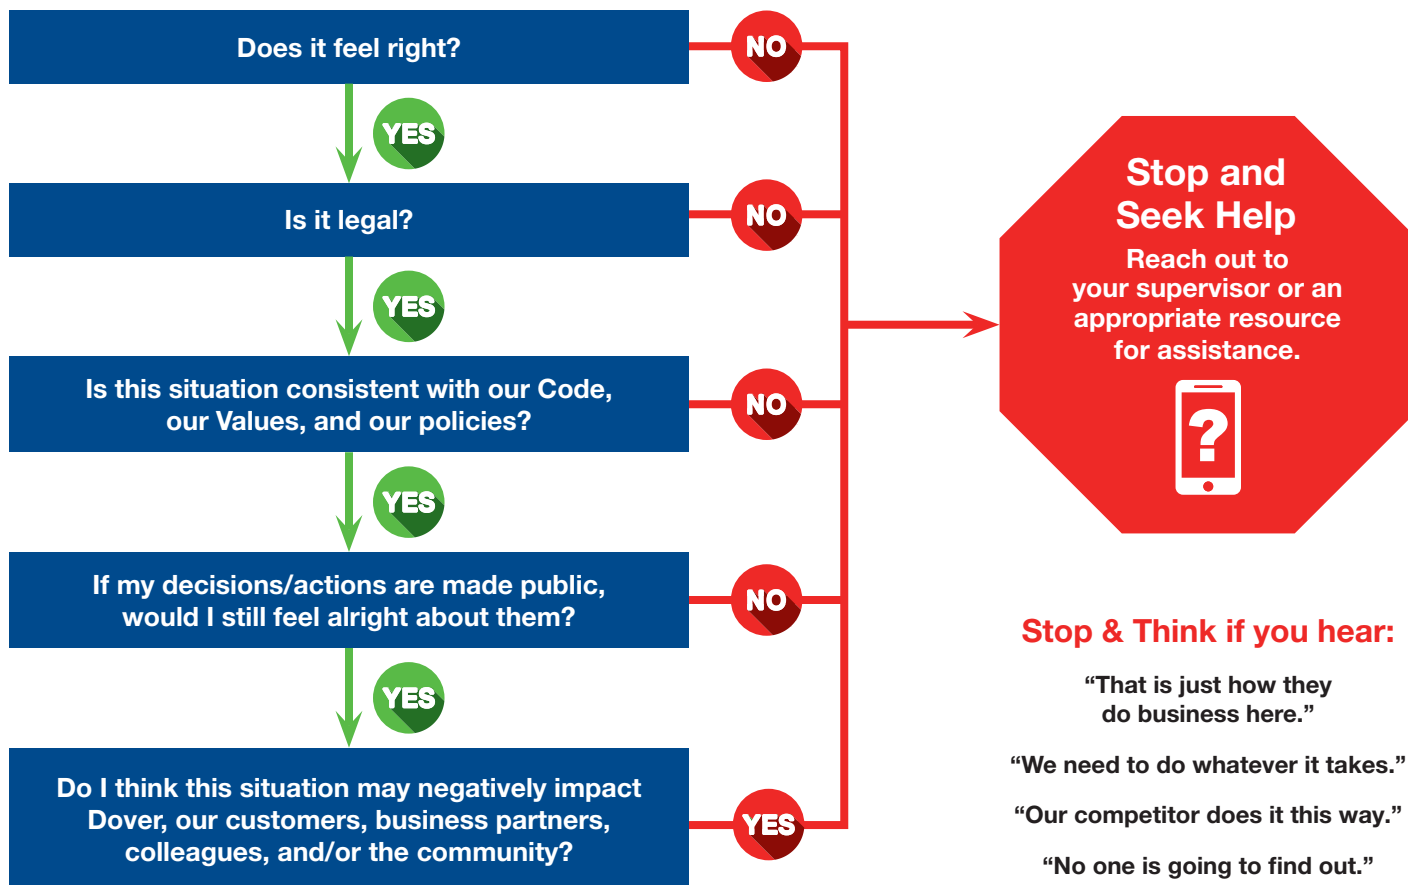 Does it feel right?
NO
YES
Is it legal?
NO
YES
Is this situation consistent with our Code,
our Values, and our policies?
NO
YES
If my decisions/actions are made public,
would I still feel alright about them?
NO
YES
Do I think this situation may negatively impact
Dover, our customers, business partners,
colleagues, and/or the community?
YES
Stop and
Seek Help
Reach out to
your supervisor or an
appropriate resource
for assistance.
?
Stop & Think if you hear:
“That is just how they
do business here.”
“We need to do whatever it takes.”
“Our competitor does it this way.”
“No one is going to find out.”